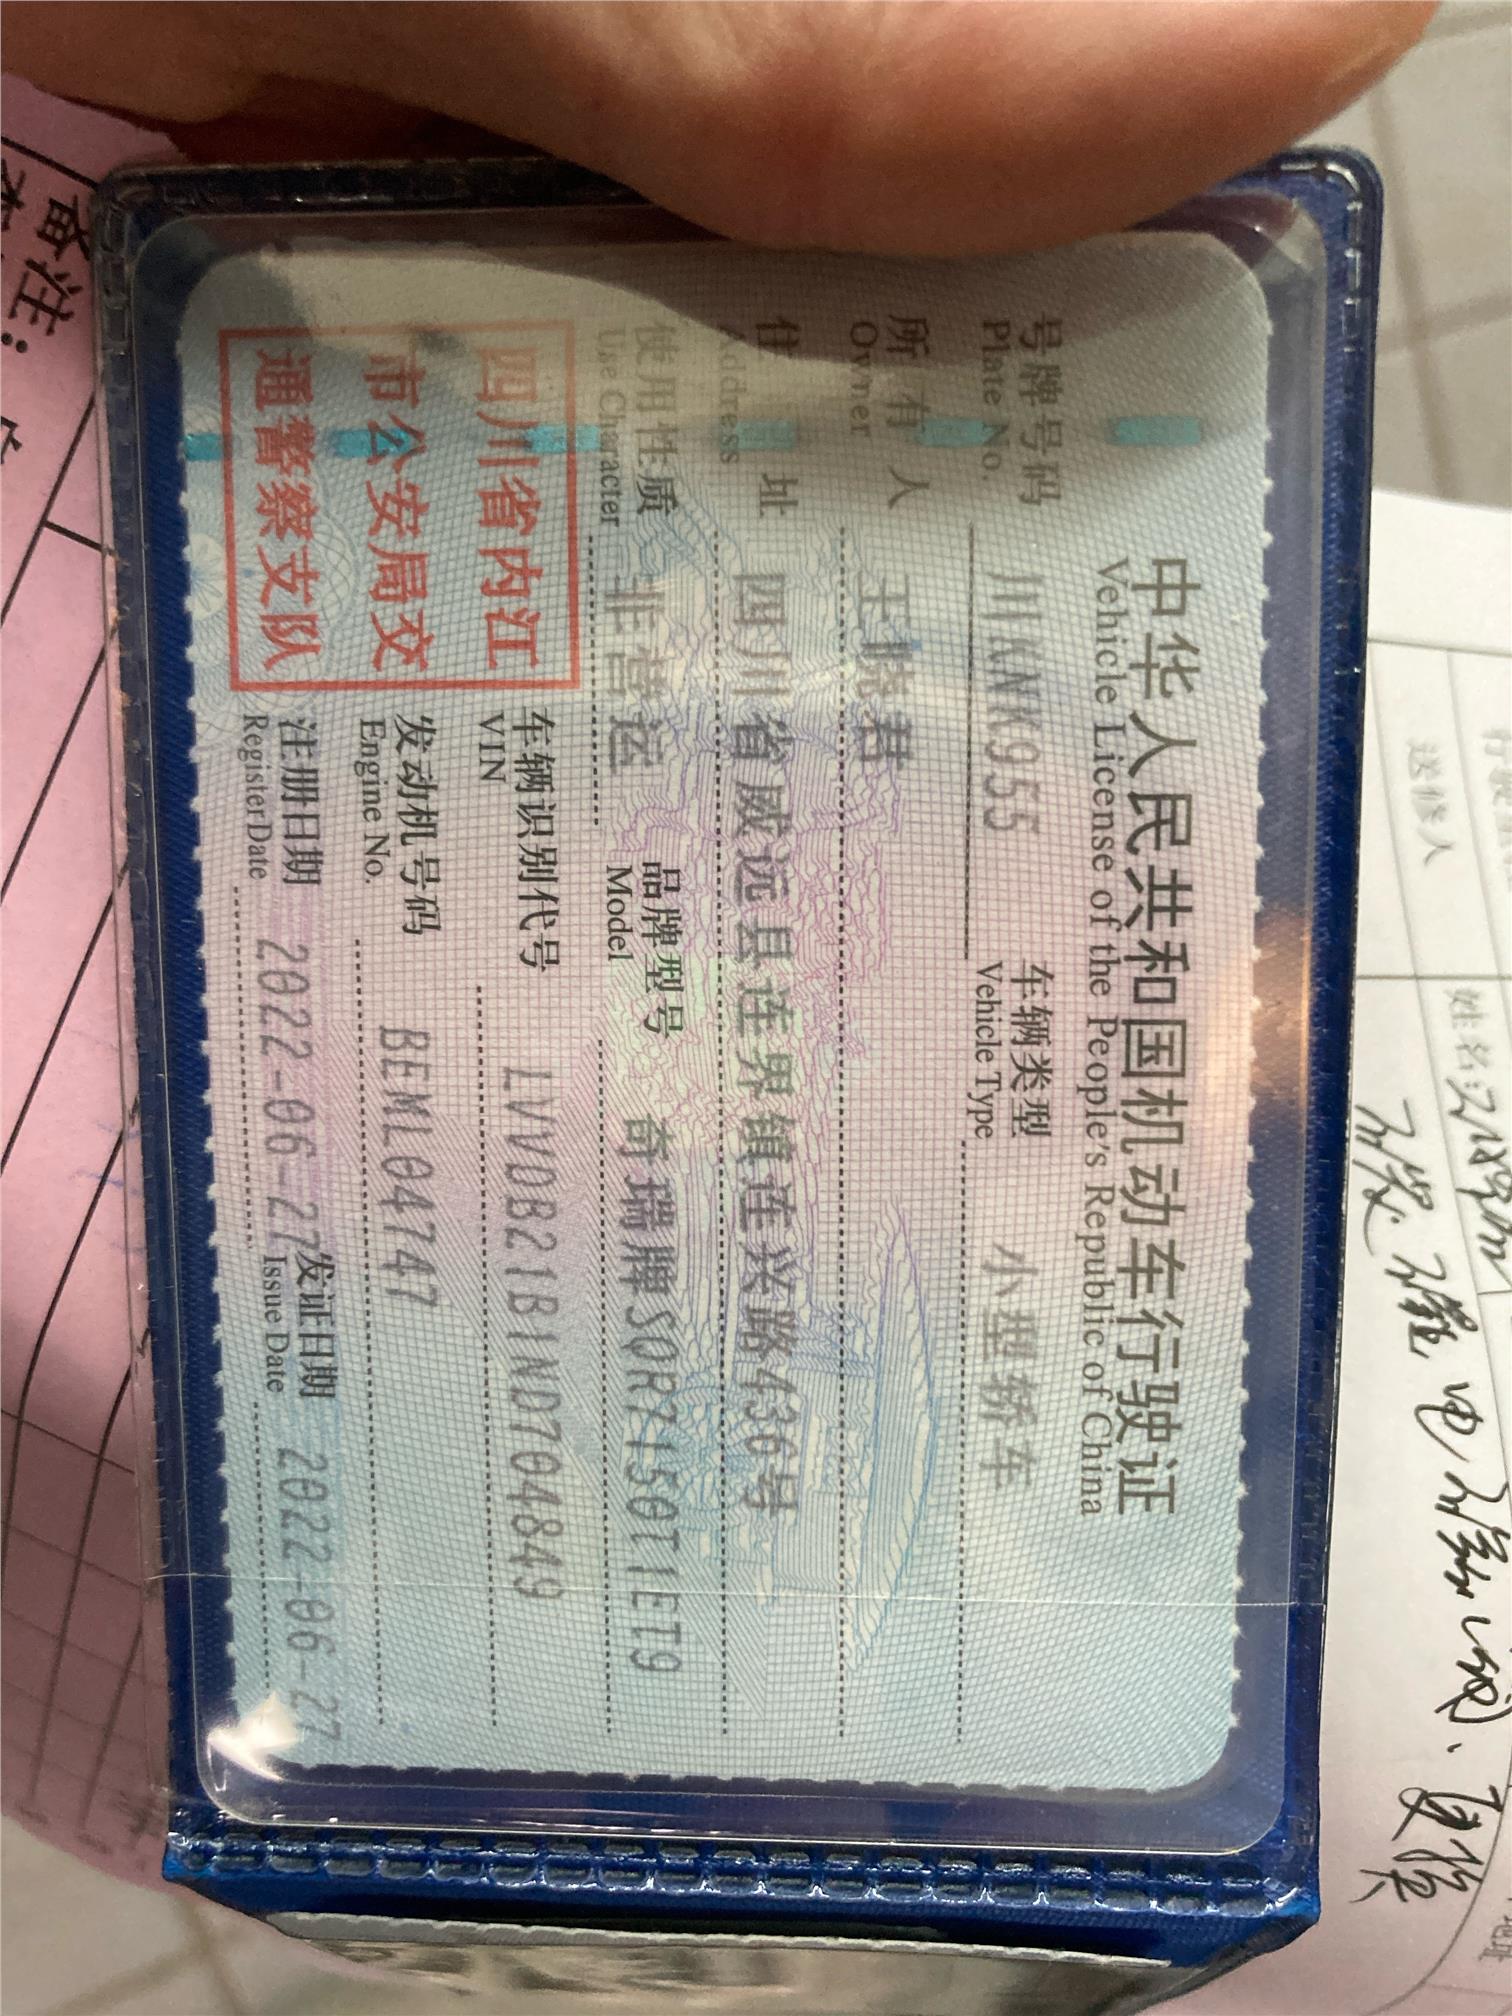 中华人民共和国机动车行驶证
Vehicle License of the People's Republic of China
号牌号码 川KNK955 车辆类型 小型轿车
Plate No. Vehicle Type
所有人 王晓君
Owner
住址 四川省威远县连界镇连兴路436号
Address
使用性质 非营运 品牌型号 奇瑞牌SQR7150T1ET9
Use Character Model
四川省内江
市公安局交
通警察支队
车辆识别代号 LVVDB21B1ND704849
VIN
发动机号码 BEML04747
Engine No.
注册日期 2022-06-27 发证日期 2022-06-27
Register Date Issue Date
备注:
送修人
姓名